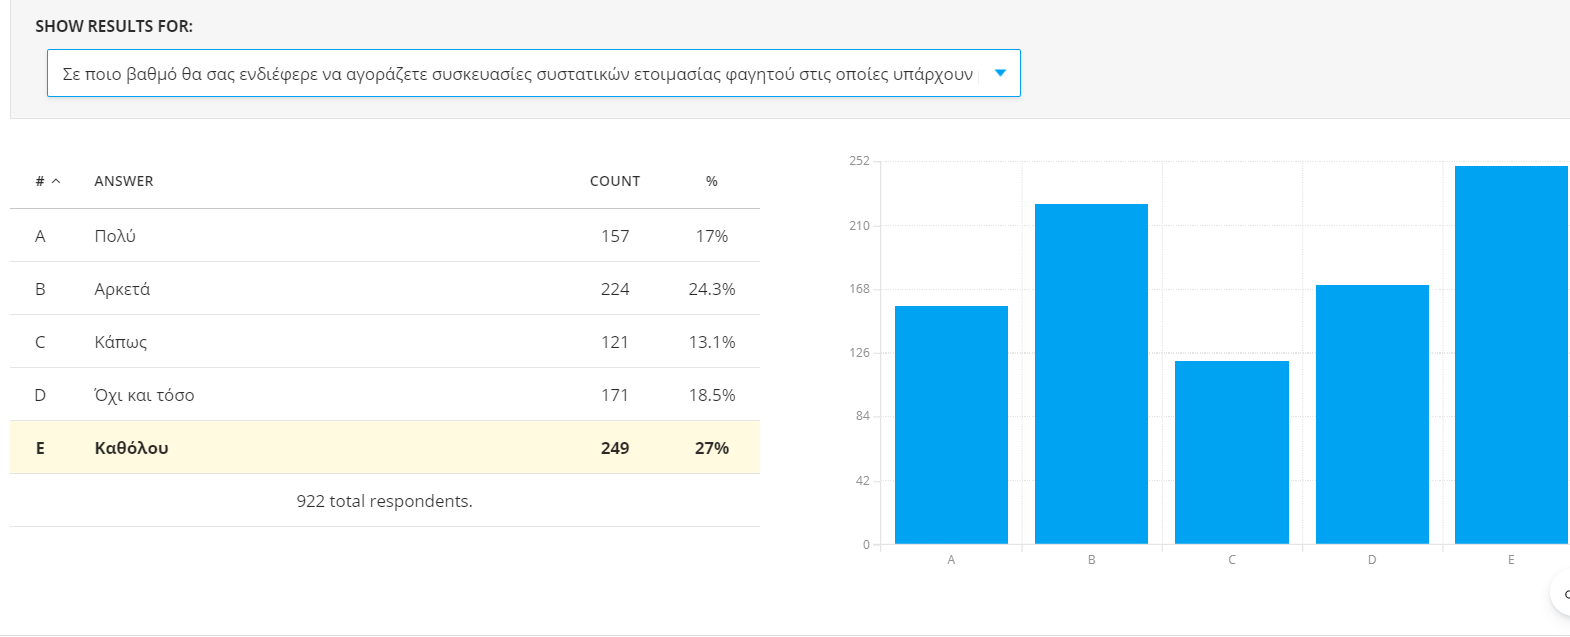 SHOW RESULTS FOR:
Σε ποιο βαθμό θα σας ενδιέφερε να αγοράζετε συσκευασίες συστατικών ετοιμασίας φαγητού στις οποίες υπάρχουν
# ANSWER COUNT %
A Πολύ 157 17%
B Αρκετά 224 24.3%
C Κάπως 121 13.1%
D Όχι και τόσο 171 18.5%
E Καθόλου 249 27%
922 total respondents.
252
210
168
126
84
42
0
A B C D E